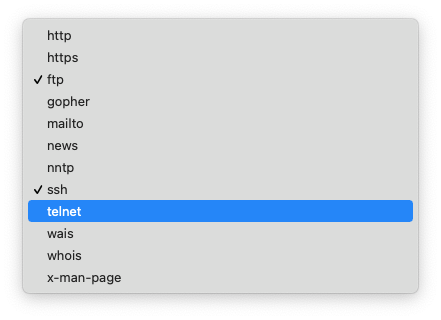 http
https
✓ ftp
gopher
mailto
news
nntp
✓ ssh
telnet
wais
whois
x-man-page